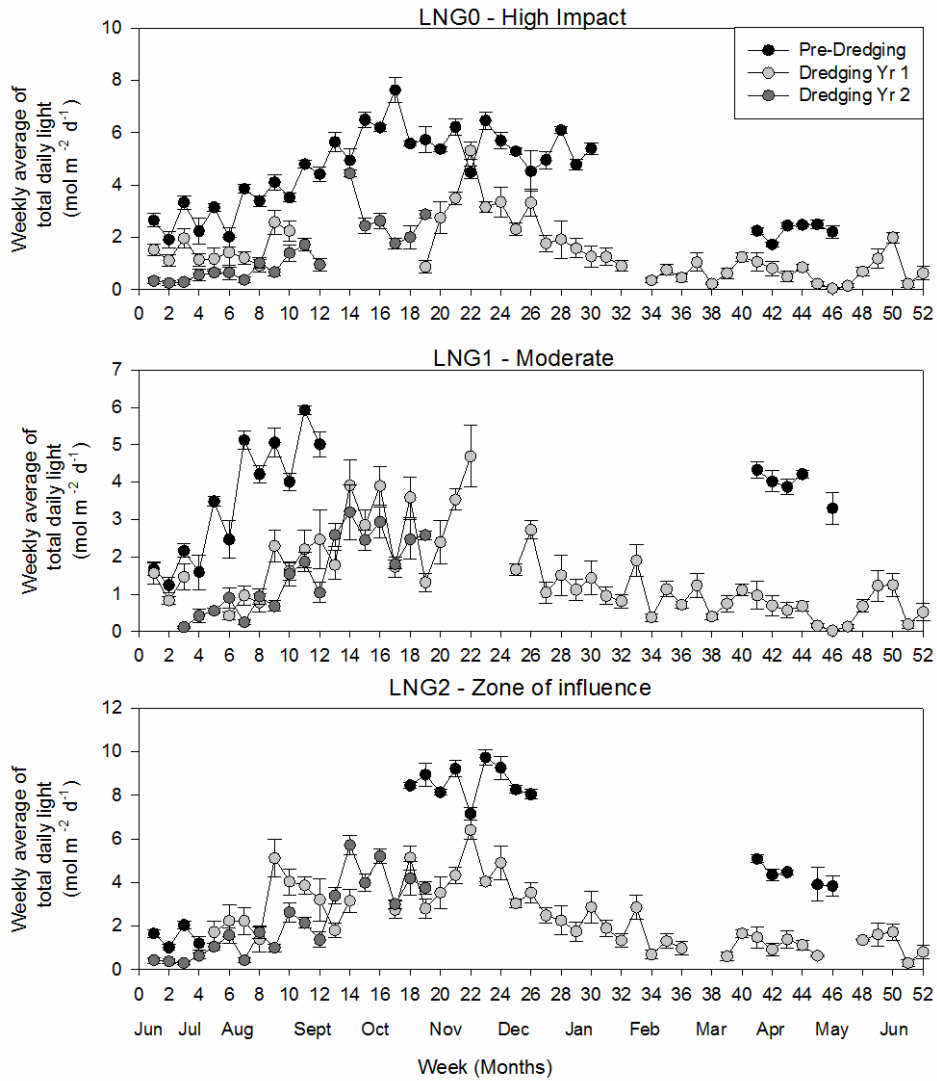 LNG0 - High Impact
10
8
6
4
2
0
Weekly average of
total daily light
(mol m⁻² d⁻¹)
Pre-Dredging
Dredging Yr 1
Dredging Yr 2
0 2 4 6 8 10 12 14 16 18 20 22 24 26 28 30 32 34 36 38 40 42 44 46 48 50 52
LNG1 - Moderate
7
6
5
4
3
2
1
0
Weekly average of
total daily light
(mol m⁻² d⁻¹)
0 2 4 6 8 10 12 14 16 18 20 22 24 26 28 30 32 34 36 38 40 42 44 46 48 50 52
LNG2 - Zone of influence
12
10
8
6
4
2
0
Weekly average of
total daily light
(mol m⁻² d⁻¹)
0 2 4 6 8 10 12 14 16 18 20 22 24 26 28 30 32 34 36 38 40 42 44 46 48 50 52
Jun Jul Aug Sept Oct Nov Dec Jan Feb Mar Apr May Jun
Week (Months)